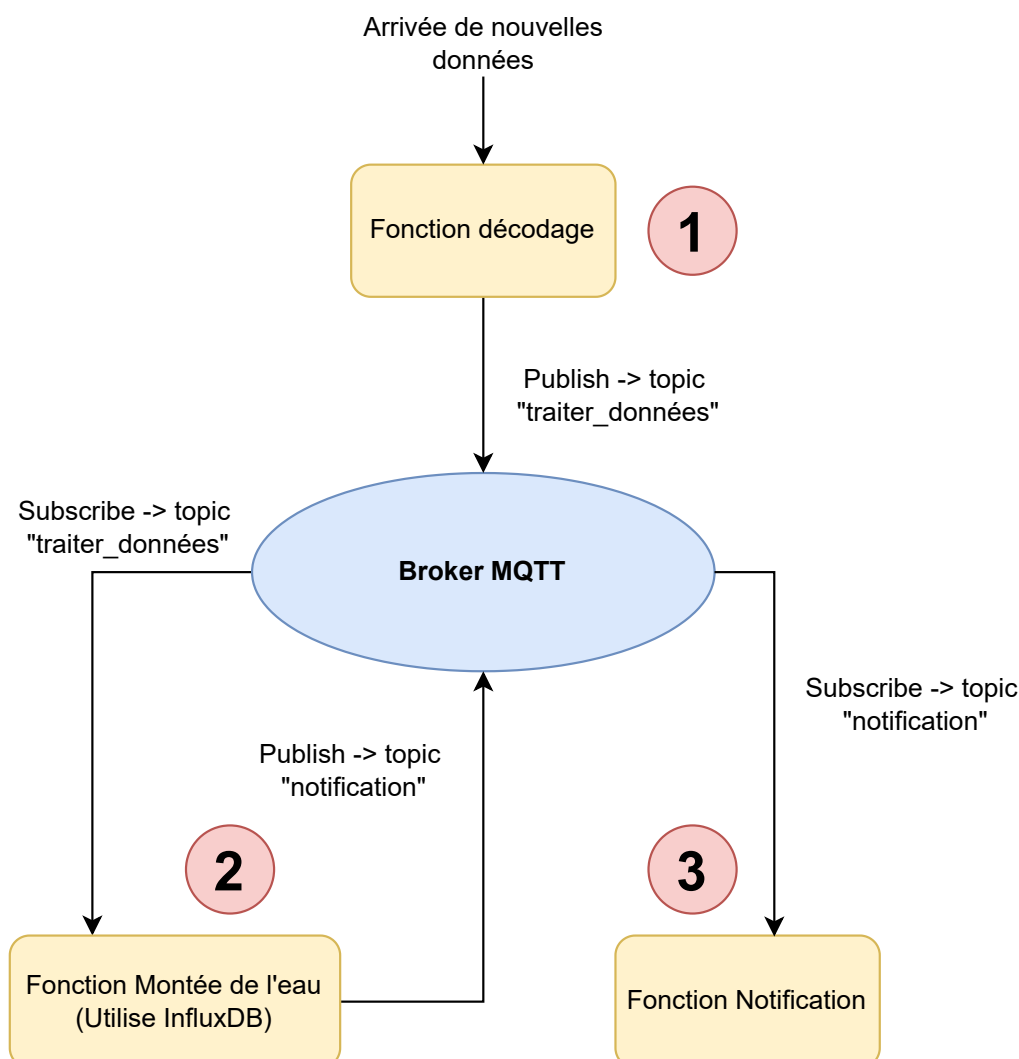 Arrivée de nouvelles
données
Fonction décodage
1
Publish -> topic
"traiter_données"
Subscribe -> topic
"traiter_données"
Broker MQTT
Subscribe -> topic
"notification"
Publish -> topic
"notification"
2
3
Fonction Montée de l'eau
(Utilise InfluxDB)
Fonction Notification